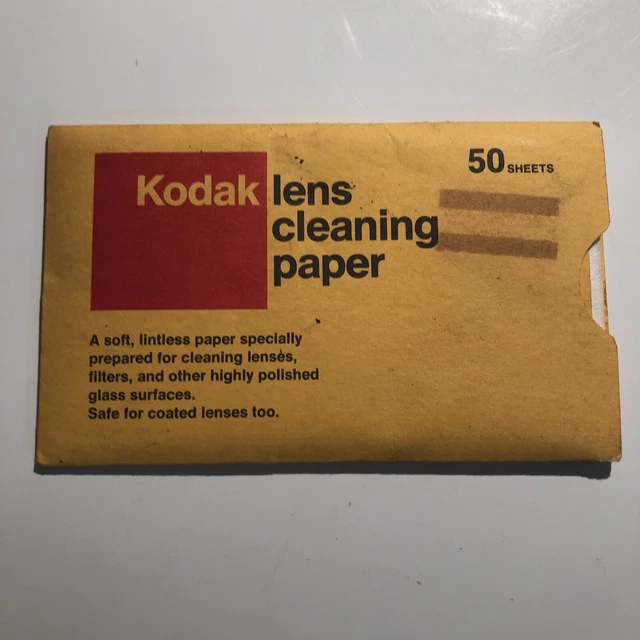 50 SHEETS
Kodak lens
cleaning
paper
A soft, lintless paper specially
prepared for cleaning lenses,
filters, and other highly polished
glass surfaces.
Safe for coated lenses too.